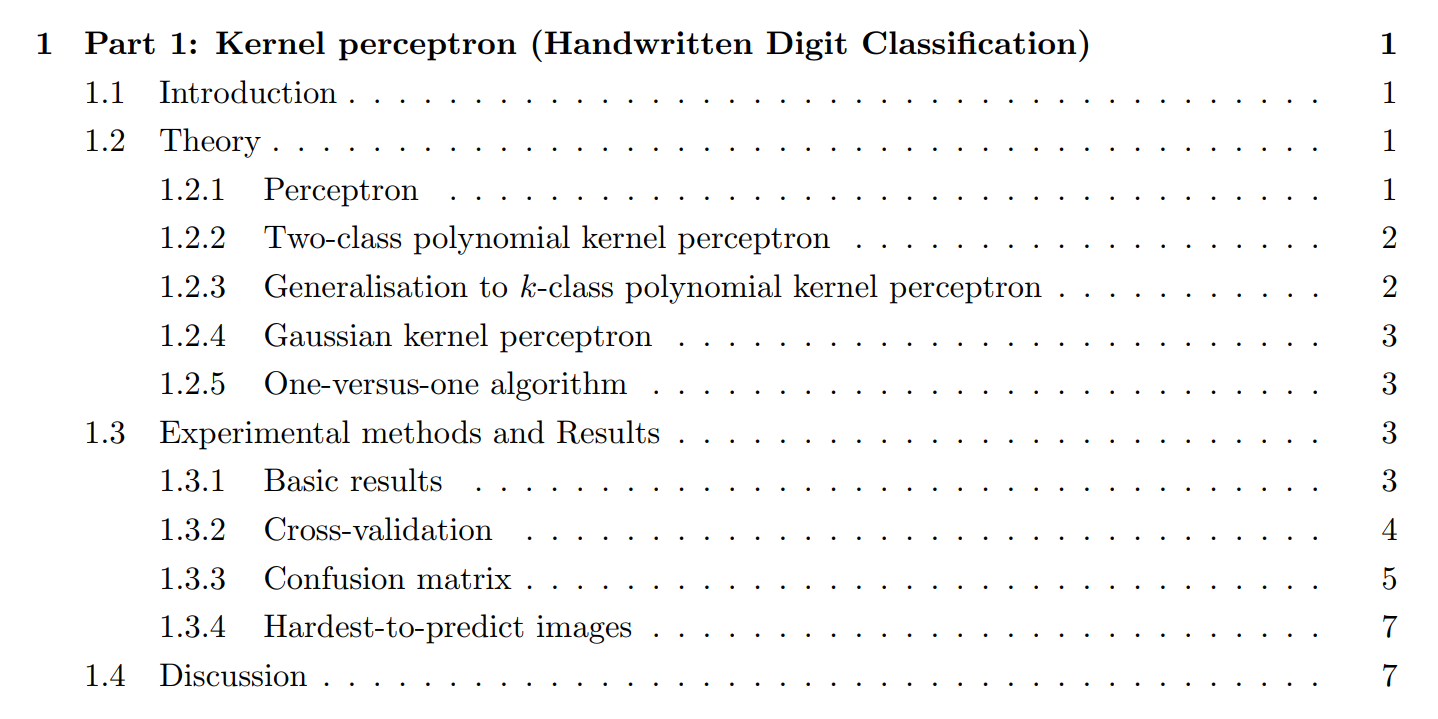 1 Part 1: Kernel perceptron (Handwritten Digit Classification) 1
1.1 Introduction . . . . . . . . . . . . . . . . . . . . . . . . . . . . . . . . . . . . . . . 1
1.2 Theory . . . . . . . . . . . . . . . . . . . . . . . . . . . . . . . . . . . . . . . . . . 1
1.2.1 Perceptron . . . . . . . . . . . . . . . . . . . . . . . . . . . . . . . . . . . 1
1.2.2 Two-class polynomial kernel perceptron . . . . . . . . . . . . . . . . . . . 2
1.2.3 Generalisation to k-class polynomial kernel perceptron . . . . . . . . . . . 2
1.2.4 Gaussian kernel perceptron . . . . . . . . . . . . . . . . . . . . . . . . . . 3
1.2.5 One-versus-one algorithm . . . . . . . . . . . . . . . . . . . . . . . . . . . 3
1.3 Experimental methods and Results . . . . . . . . . . . . . . . . . . . . . . . . . . 3
1.3.1 Basic results . . . . . . . . . . . . . . . . . . . . . . . . . . . . . . . . . . 3
1.3.2 Cross-validation . . . . . . . . . . . . . . . . . . . . . . . . . . . . . . . . 4
1.3.3 Confusion matrix . . . . . . . . . . . . . . . . . . . . . . . . . . . . . . . . 5
1.3.4 Hardest-to-predict images . . . . . . . . . . . . . . . . . . . . . . . . . . . 7
1.4 Discussion . . . . . . . . . . . . . . . . . . . . . . . . . . . . . . . . . . . . . . . . 7